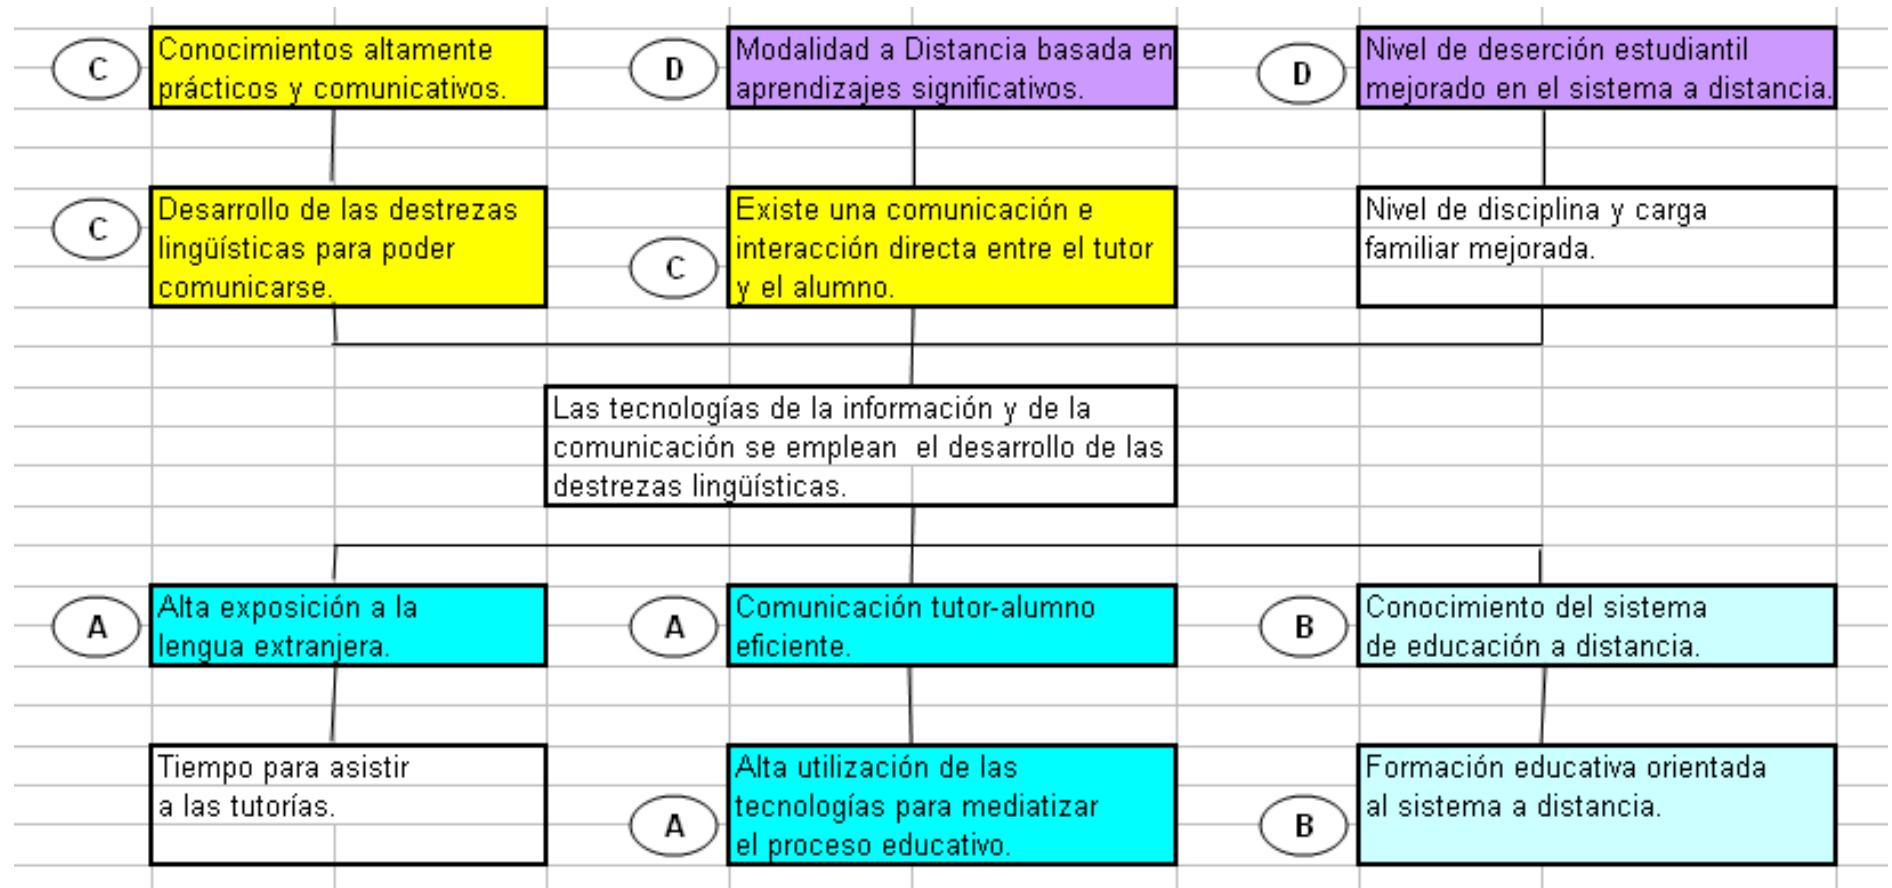 C
Conocimientos altamente
prácticos y comunicativos.
D
Modalidad a Distancia basada en
aprendizajes significativos.
D
Nivel de deserción estudiantil
mejorado en el sistema a distancia.
C
Desarrollo de las destrezas
lingüísticas para poder
comunicarse.
C
Existe una comunicación e
interacción directa entre el tutor
y el alumno.
Nivel de disciplina y carga
familiar mejorada.
Las tecnologías de la información y de la
comunicación se emplean  el desarrollo de las
destrezas lingüísticas.
A
Alta exposición a la
lengua extranjera.
A
Comunicación tutor-alumno
eficiente.
B
Conocimiento del sistema
de educación a distancia.
Tiempo para asistir
a las tutorías.
A
Alta utilización de las
tecnologías para mediatizar
el proceso educativo.
B
Formación educativa orientada
al sistema a distancia.